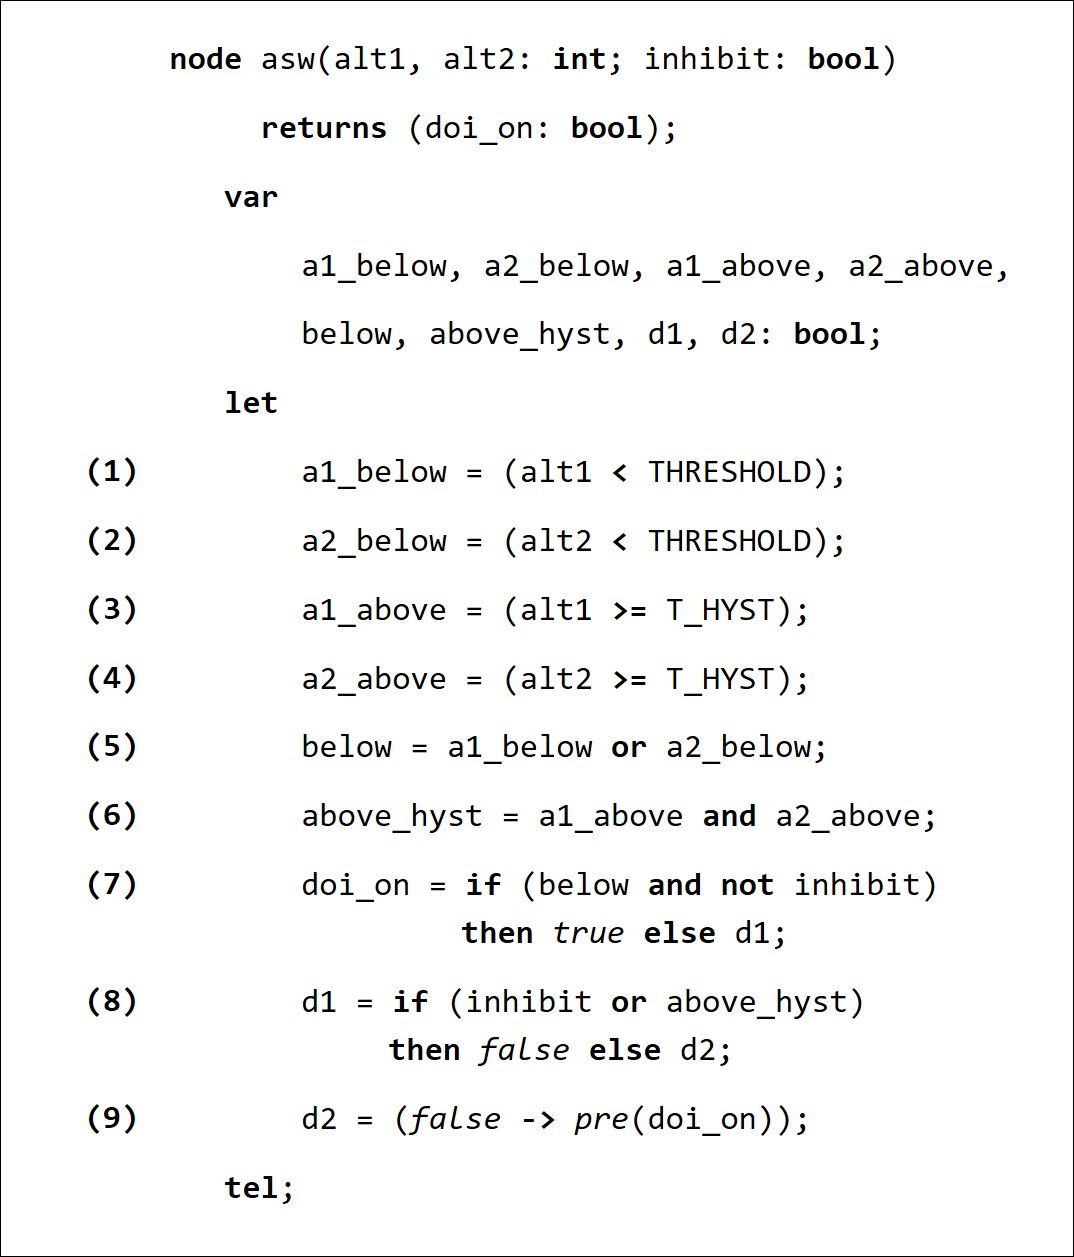 node asw(alt1, alt2: int; inhibit: bool)
returns (doi_on: bool);
var
a1_below, a2_below, a1_above, a2_above,
below, above_hyst, d1, d2: bool;
let
(1) a1_below = (alt1 < THRESHOLD);
(2) a2_below = (alt2 < THRESHOLD);
(3) a1_above = (alt1 >= T_HYST);
(4) a2_above = (alt2 >= T_HYST);
(5) below = a1_below or a2_below;
(6) above_hyst = a1_above and a2_above;
(7) doi_on = if (below and not inhibit)
then true else d1;
(8) d1 = if (inhibit or above_hyst)
then false else d2;
(9) d2 = (false -> pre(doi_on));
tel;